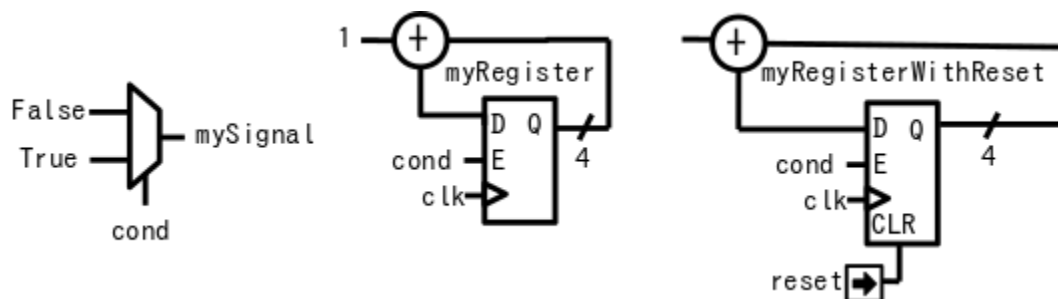 False
True
mySignal
cond
1
+
myRegister
D Q
cond
E
4
clk
+
myRegisterWithReset
D Q
cond
E
4
clk
CLR
reset